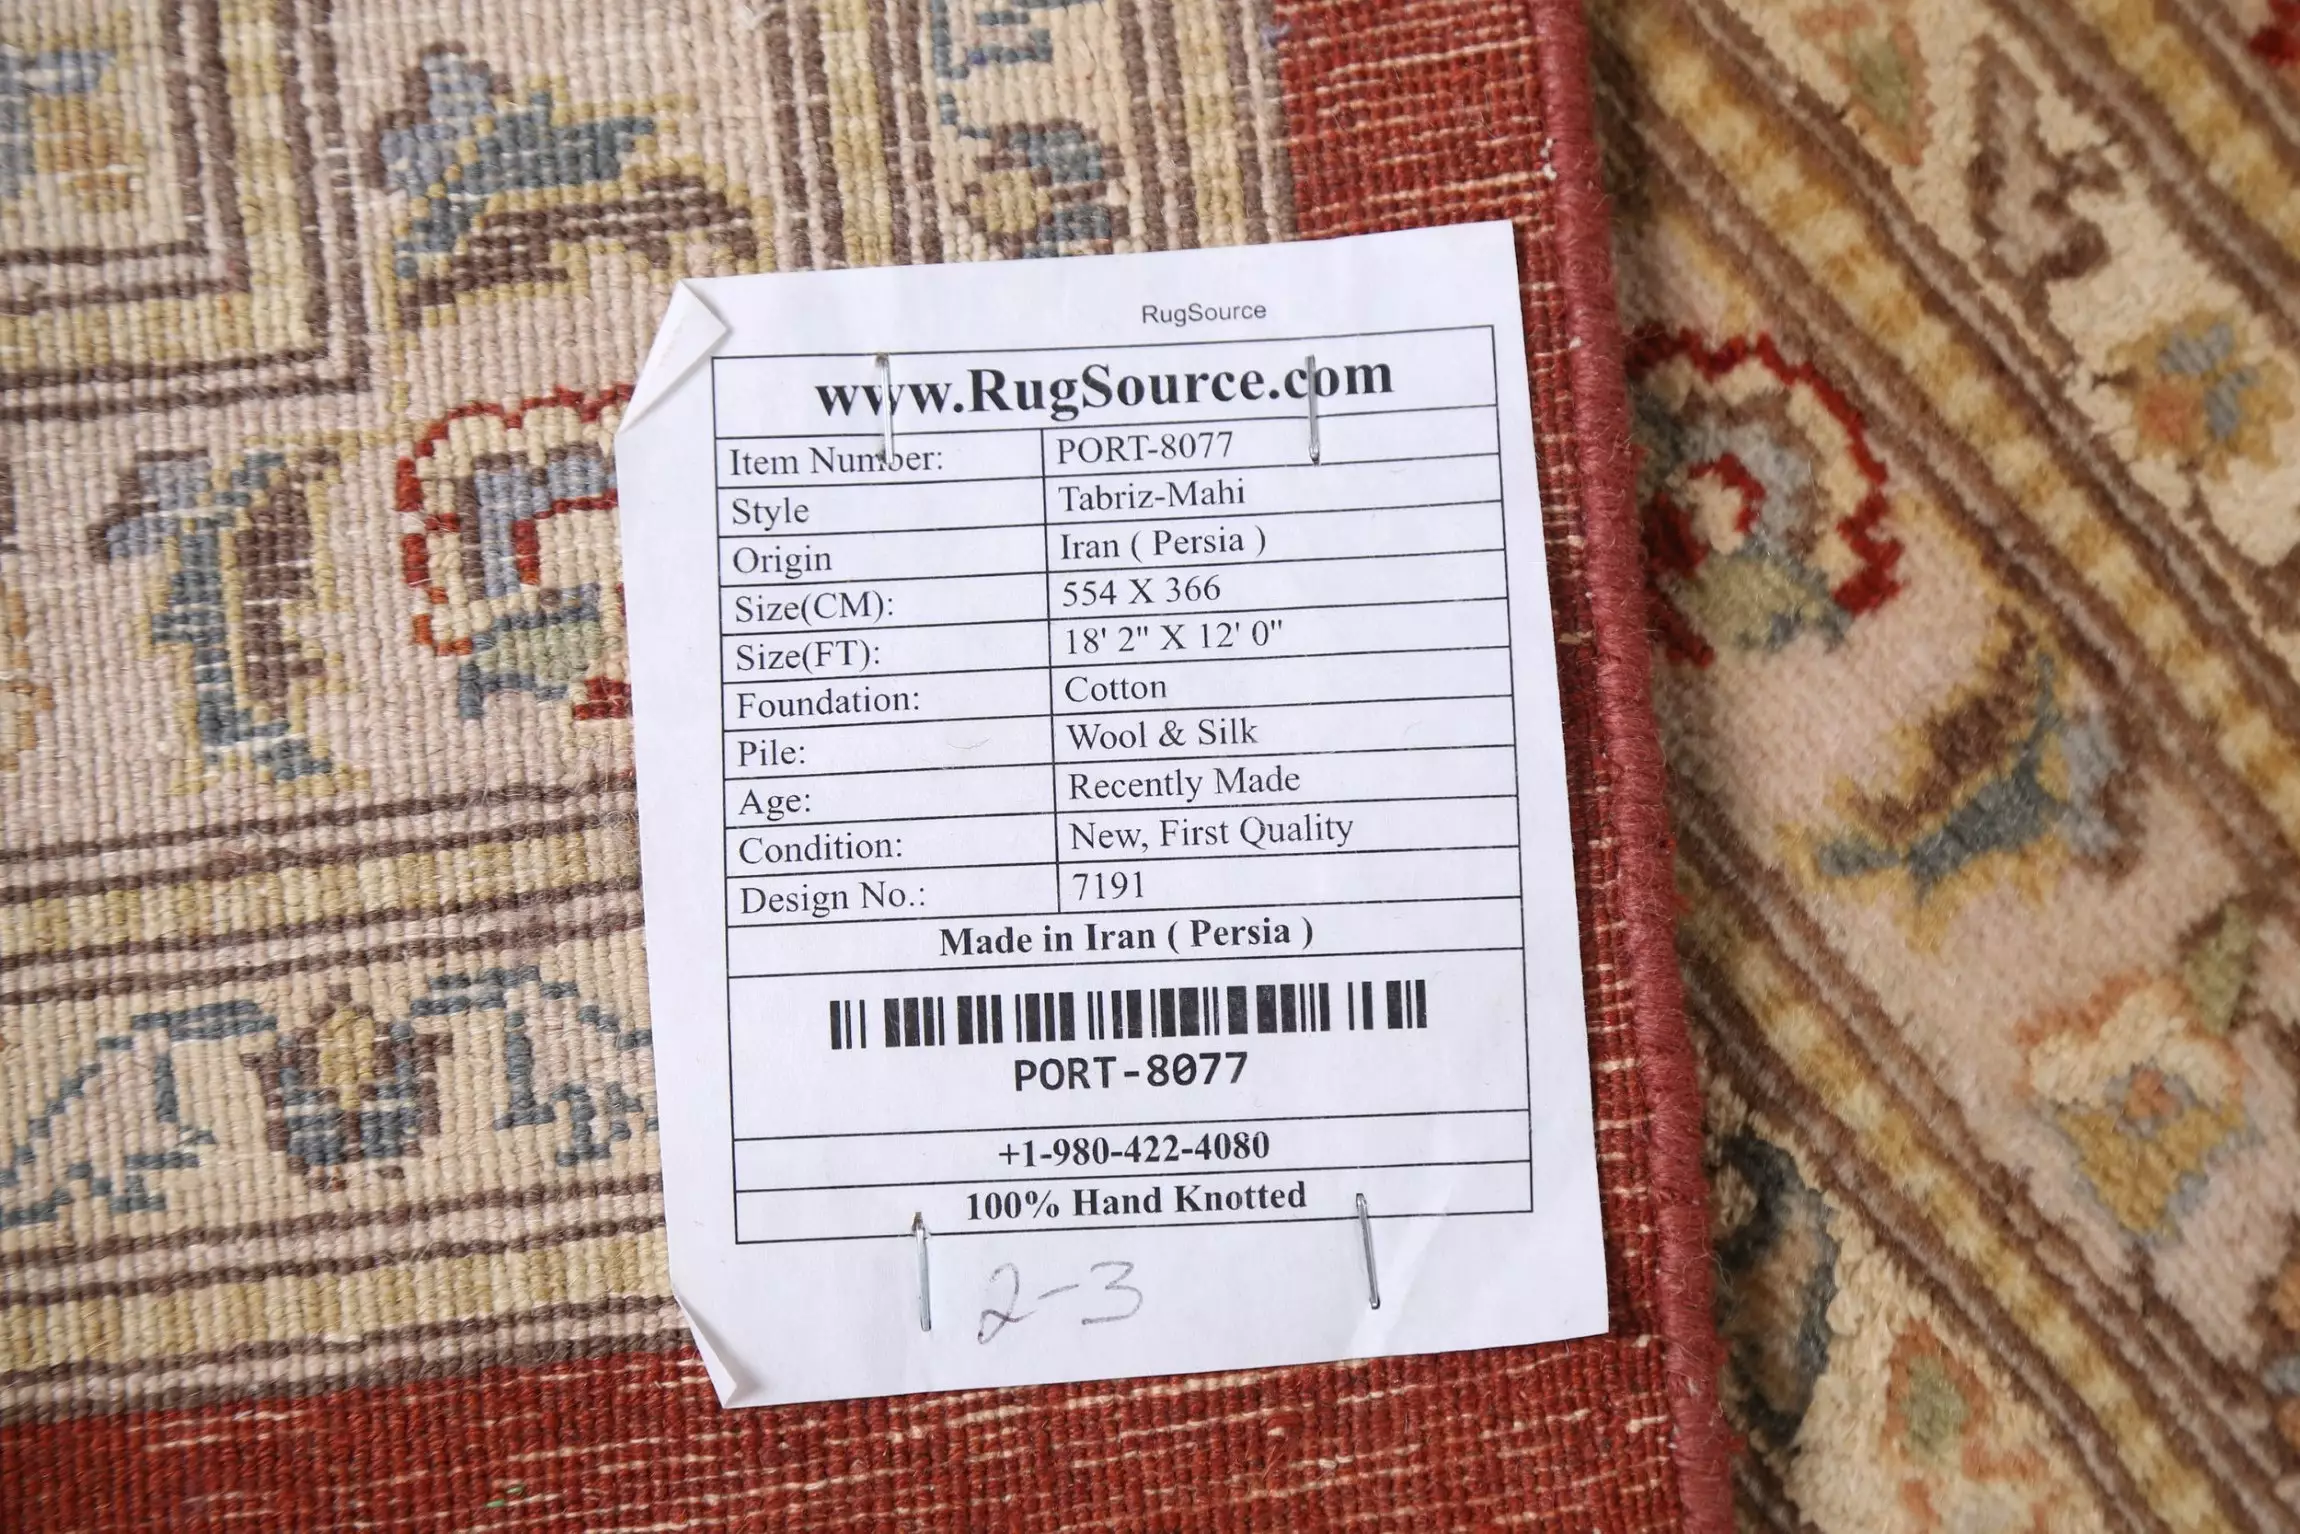 RugSource
www.RugSource.com
Item Number: PORT-8077
Style Tabriz-Mahi
Origin Iran ( Persia )
Size(CM): 554 X 366
Size(FT): 18' 2" X 12' 0"
Foundation: Cotton
Pile: Wool & Silk
Age: Recently Made
Condition: New, First Quality
Design No.: 7191
Made in Iran ( Persia )
PORT-8077
+1-980-422-4080
100% Hand Knotted
2-3